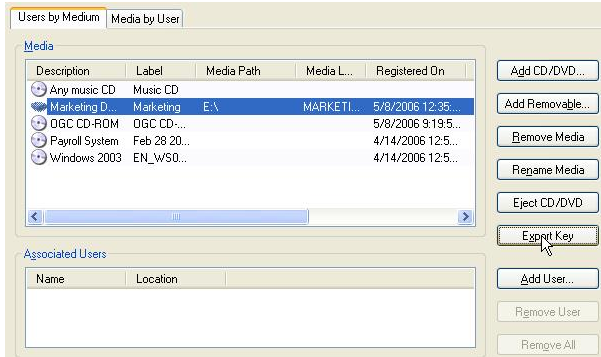 Users by Medium Media by User
Media
Description Label Media Path Media L... Registered On
Any music CD Music CD
Marketing D... Marketing E:\ MARKETI... 5/8/2006 12:35:...
OGC CD-ROM OGC CD-... 5/8/2006 9:19:5...
Payroll System Feb 28 20... 4/14/2006 12:5...
Windows 2003 EN_WS0... 4/14/2006 12:5...
Add CD/DVD...
Add Removable...
Remove Media
Rename Media
Eject CD/DVD
Export Key
Associated Users
Name Location
Add User...
Remove User
Remove All